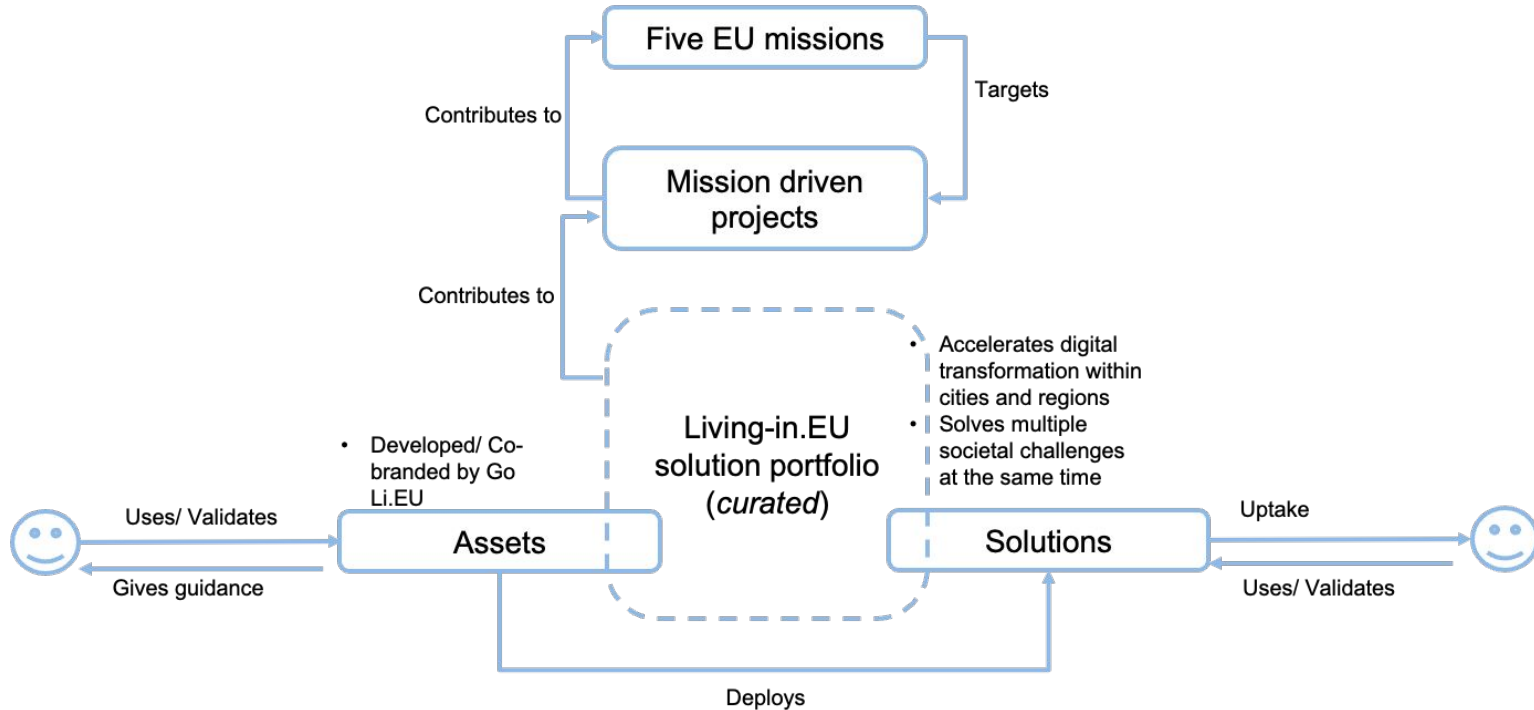 Five EU missions
Targets
Contributes to
Mission driven
projects
Contributes to
• Accelerates digital
transformation within
cities and regions
• Solves multiple
societal challenges
at the same time
Living-in.EU
solution portfolio
(curated)
• Developed/ Co-
branded by Go
Li.EU
Uses/ Validates
Assets
Gives guidance
Solutions
Uptake
Uses/ Validates
Deploys